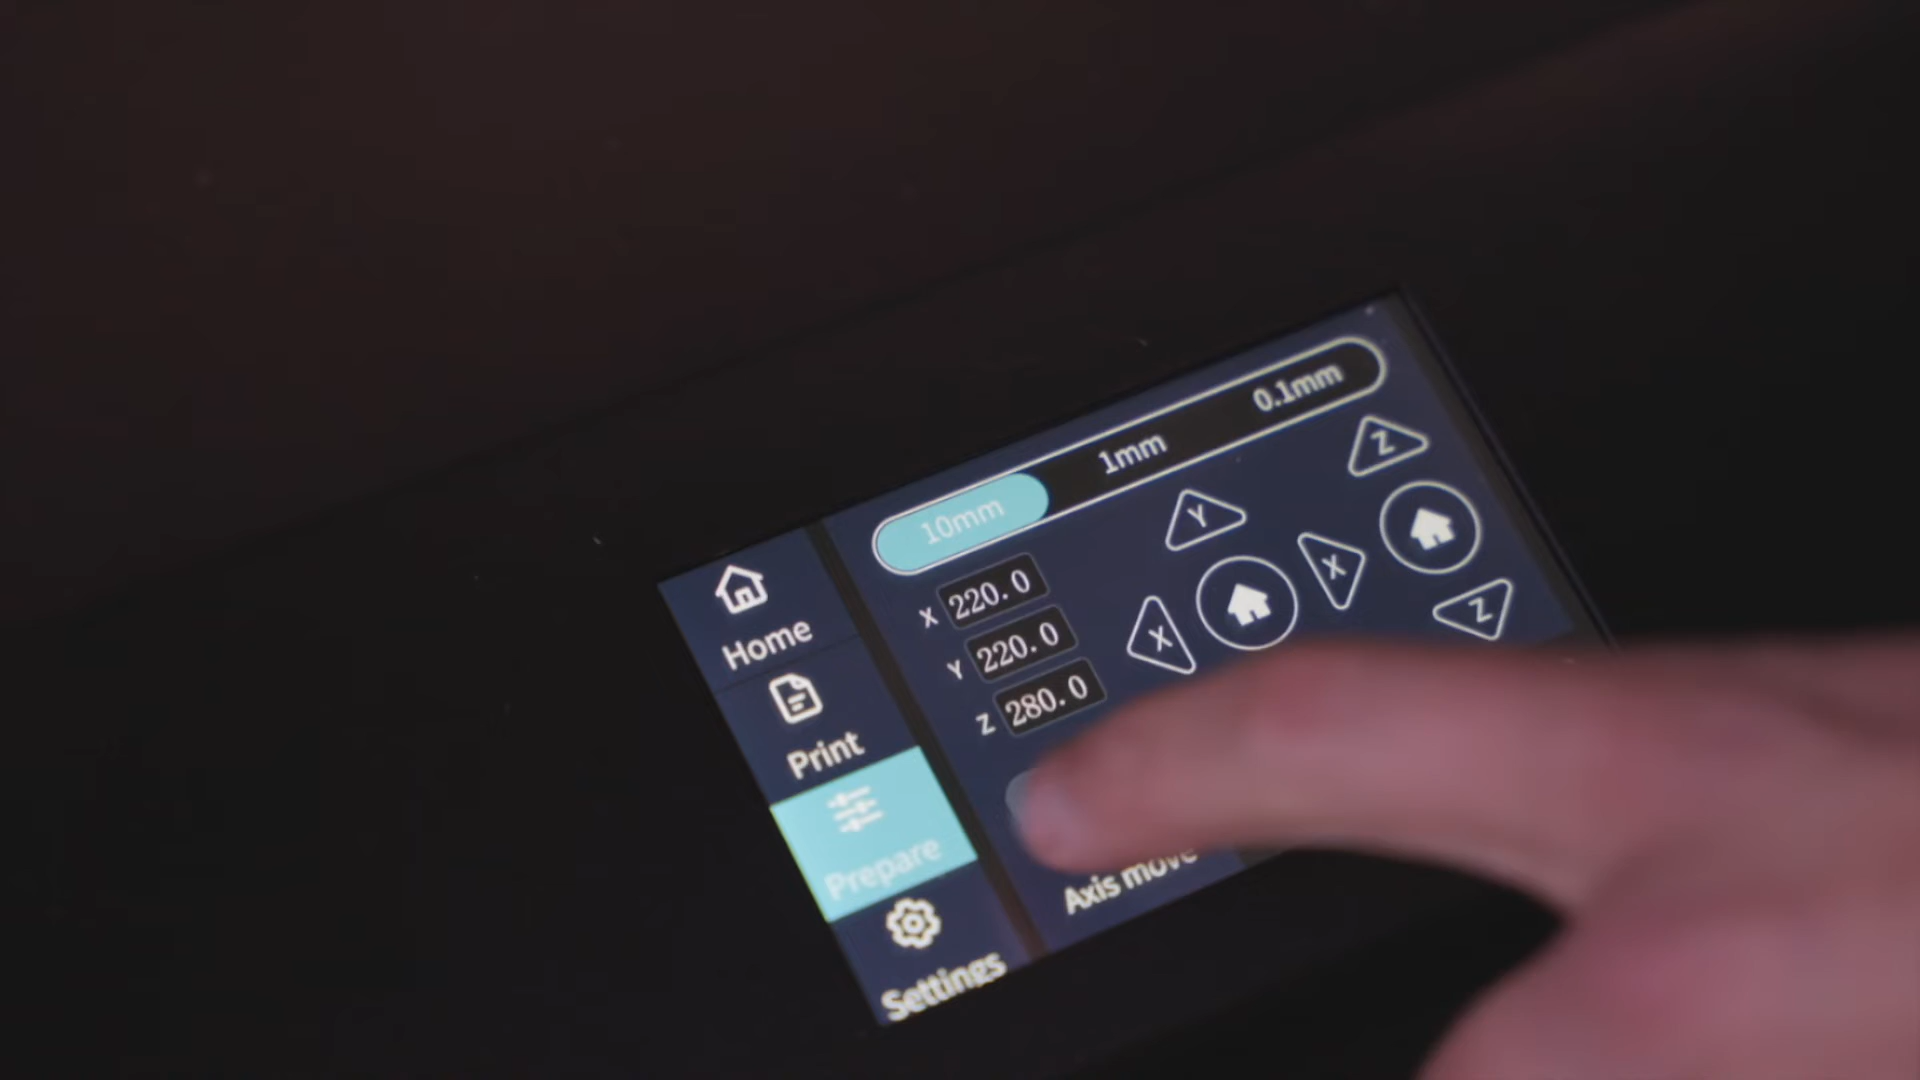 10mm 1mm 0.1mm
Home
Print
Prepare
Settings
X 220.0
Y 220.0
Z 280.0
Y
X
X
Z
Z
Axis move